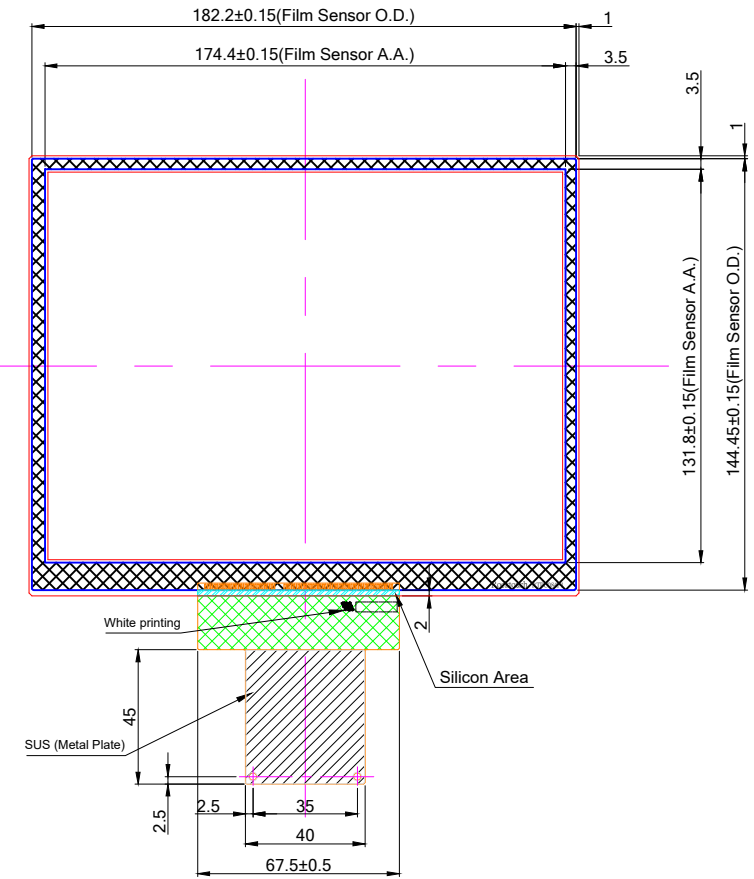 182.2±0.15(Film Sensor O.D.)
1
174.4±0.15(Film Sensor A.A.)
3.5
3.5
1
131.8±0.15(Film Sensor A.A.)
144.45±0.15(Film Sensor O.D.)
White printing
2
Silicon Area
45
SUS (Metal Plate)
2.5
2.5
35
40
67.5±0.5